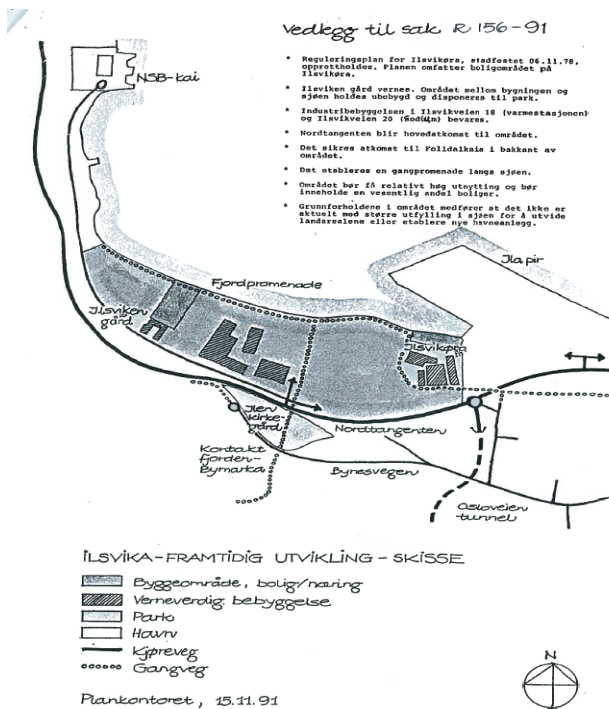 Vedlegg til sak R 156-91
* Reguleringsplan for Ilsvikøra, stadfestet 06.11.78,
opprettholdes. Planen omfatter boligområdet på
Ilsvikøra.
* Ilsviken gård vernes. Området mellom bygningen og
sjøen holdes ubebygd og disponeres til park.
* Industribebyggelsen i Ilsvikveien 18 (varmestasjonen)
og Ilsvikveien 20 bevares.
* Nordtangenten blir hovedatkomst til området.
* Det sikres atkomst til Folldalkaia i bakkant av
området.
* Det etableres en gangpromenade langs sjøen.
* Området bør få relativt høg utnytting og bør
inneholde en vesentlig andel boliger.
* Grunnforholdene i området medfører at det ikke er
aktuelt med større utfylling i sjøen for å utvide
landarealene eller etablere nye havneanlegg.
NSB-kai
Ila pir
Fjordpromenade
Ilsviken
gård
Ilsvikøra
Ilen
kirke-
gård
Nordtangenten
Kontakt
fjorden-
Bymarka
Bynesvegen
Osloveien
tunnel
ILSVIKA-FRAMTIDIG UTVIKLING-SKISSE
Byggeområde, bolig/næring
Verneverdig bebyggelse
Park
Havn
Kjøreveg
Gangveg
N
Plankontoret, 15.11.91